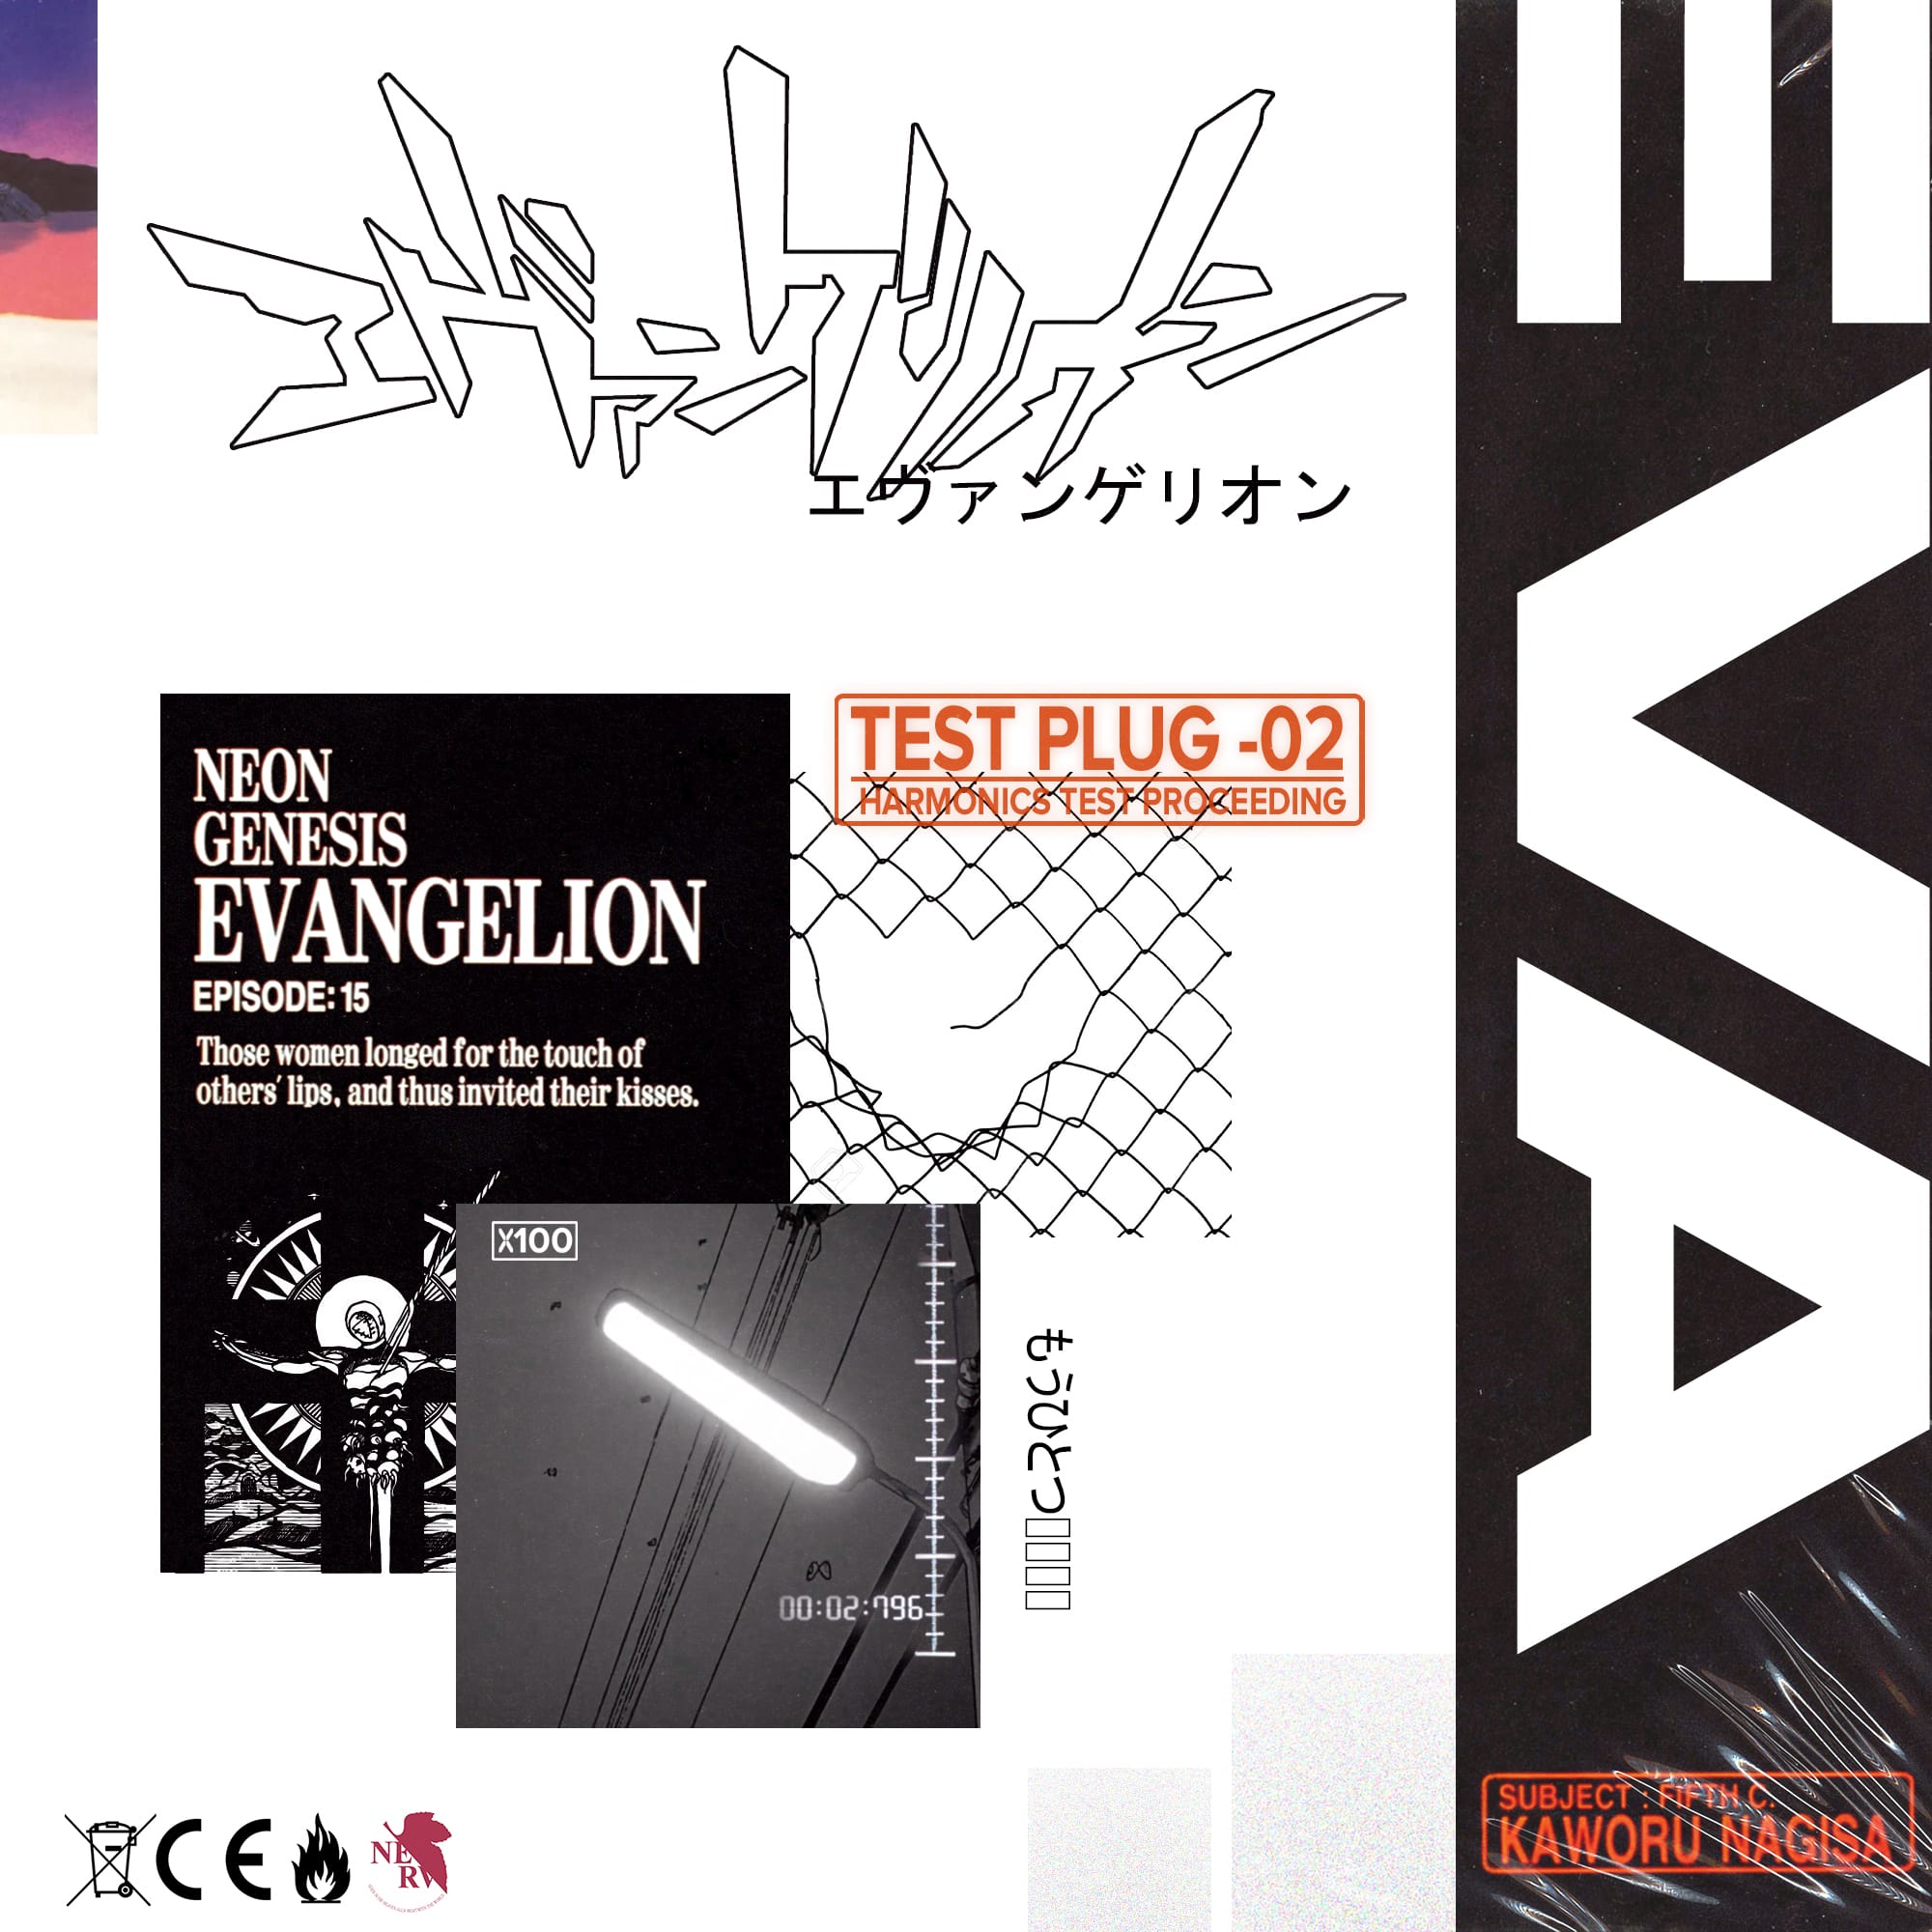 エヴァンゲリオン
エヴァンゲリオン
EVA
TEST PLUG -02
HARMONICS TEST PROCEEDING
NEON
GENESIS
EVANGELION
EPISODE:15
Those women longed for the touch of
others' lips, and thus invited their kisses.
X100
00:02:796
もうひとつ
SUBJECT : FIFTH C.
KAWORU NAGISA
CE
NERV